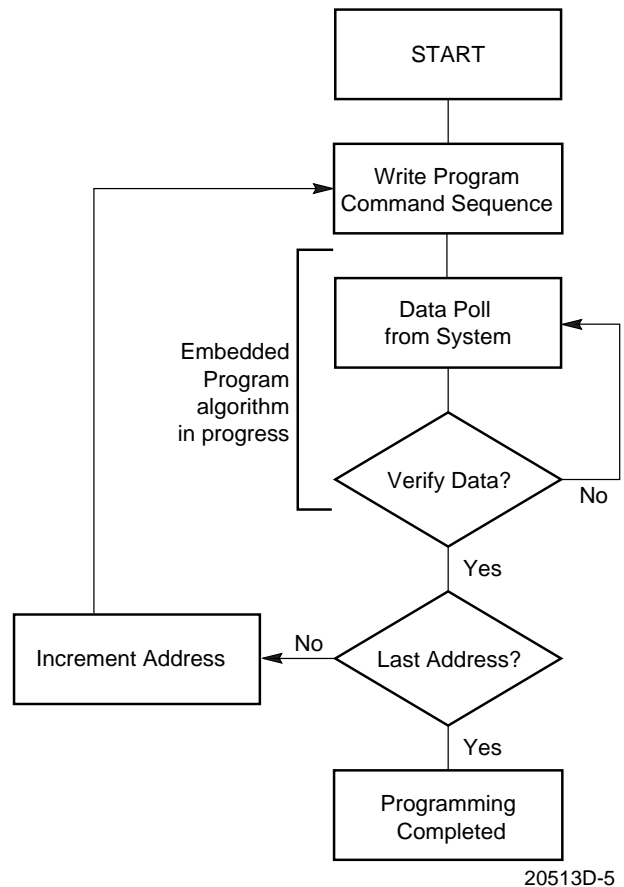 START
Write Program
Command Sequence
Data Poll
from System
Embedded
Program
algorithm
in progress
Verify Data?
No
Yes
Increment Address
No
Last Address?
Yes
Programming
Completed
20513D-5